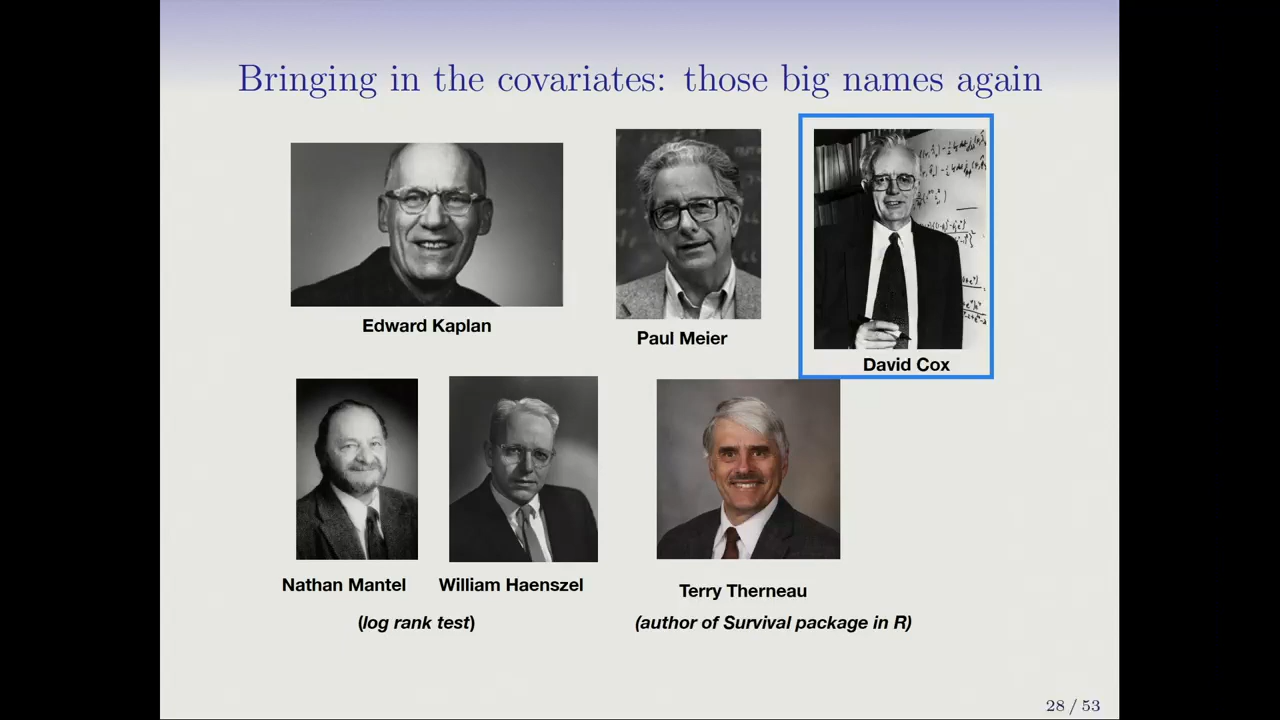 Bringing in the covariates: those big names again
Edward Kaplan
Paul Meier
David Cox
Nathan Mantel
William Haenszel
Terry Therneau
(log rank test)
(author of Survival package in R)
28 / 53